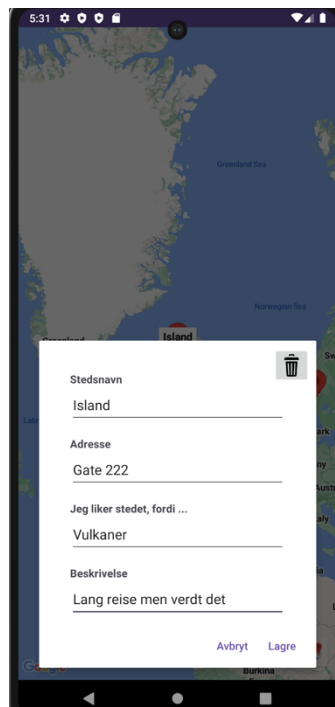 5:31
Greenland Sea
Norwegian Sea
Greenland
Island
Stedsnavn
Island
Adresse
Gate 222
Jeg liker stedet, fordi ...
Vulkaner
Beskrivelse
Lang reise men verdt det
Avbryt Lagre
Burkina